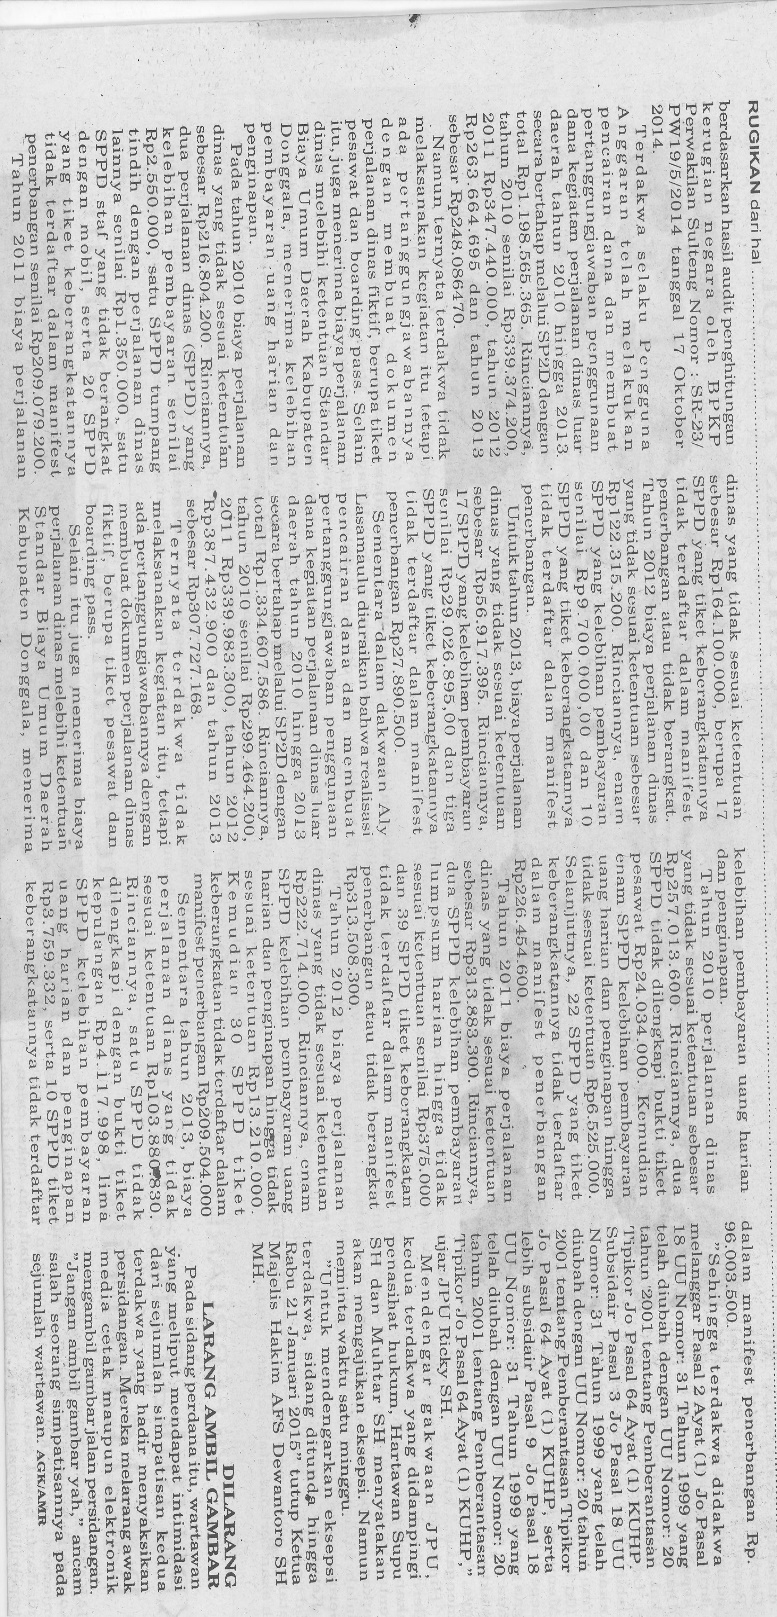 RUGIKAN dari hal
berdasarkan hasil audit penghitungan
kerugian negara oleh BPKP
Perwakilan Sulteng Nomor : SR-23/
PW19/5/2014 tanggal 17 Oktober
2014.
Terdakwa selaku Pengguna
Anggaran telah melakukan
pencairan dana dan membuat
pertanggungjawaban penggunaan
dana kegiatam perjalanan dinas luar
daerah tahun 2010 hingga 2013
secara bertahap melalui SP2D dengan
total Rp1.198.565.365 Rinciannya,
tahun 2010 senilai Rp339.374.200,
2011 Rp347.440.000, tahun 2012
Rp263.664.695 dan tahun 2013
sebesar Rp248.086470.
Namun ternyata terdakwa tidak
melaksanakan kegiatan itu tetapi
ada pertanggungjawabannya
dengan membuat dokumen
perjalanan dinas fiktif, berupa tiket
pesawat dan boarding pass. Selain
itu, juga menerima biaya perjalanan
dinas melebihi ketentuan Standar
Biaya Umum Daerah Kabupaten
Donggala, menerima kelebihan
pembayaran uang harian dan
penginapan.
Pada tahun 2010 biaya perjalanan
dinas yang tidak sesuai ketentuan
sebesar Rp216.804.200. Rinciannya,
dua perjalanan dinas (SPPD) yang
kelebihan pembayaran senilai
Rp2.550.000, satu SPPD tumpang
tindih dengan perjalanan dinas
lainnya senilai Rp1.350.000, satu
SPPD staf yang tidak berangkat
dengan mobil, serta 20 SPPD
yang tiket keberangkatannya
tidak terdaftar dalam manifest
penerbangan senilai Rp209.079.200.
Tahun 2011 biaya perjalanan
dinas yang tidak sesuai ketentuan
sebesar Rp164.100.000, berupa 17
SPPD yang tiket keberangkatannya
tidak terdaftar dalam manifest
penerbangan atau tidak berangkat.
Tahun 2012 biaya perjalanan dinas
yang tidak sesuai ketentuan sebesar
Rp122.315.200. Rinciannya, enam
SPPD yang kelebihan pembayaran
senilai Rp9.700.000,00 dan 10
SPPD yang tiket keberangkatannya
tidak terdaftar dalam manifest
penerbangan.
Untuk tahun 2013, biaya perjalanan
dinas yang tidak sesuai ketentuan
sebesar Rp56.917.395. Rinciannya,
17 SPPD yang kelebihan pembayaran
senilai Rp29.026.895,00 dan tiga
SPPD yang tiket keberangkatannya
tidak terdaftar dalam manifest
penerbangan Rp27.890.500.
Sementara dalam dakwaan Aly
Lasamaulu diuraikan bahwa realisasi
pencairan dana dan membuat
pertanggungjawaban penggunaan
dana kegiatan perjalanan dinas luar
daerah tahun 2010 hingga 2013
secara bertahap melalui SP2D dengan
total Rp1.334.607.586. Rinciannya,
tahun 2010 senilai Rp299.464.200,
2011 Rp339.983.300, tahun 2012
Rp387.432.900 dan tahun 2013
sebesar Rp307.727.168.
Ternyata terdakwa tidak
melaksanakan kegiatan itu, tetapi
ada pertanggungjawabannya dengan
membuat dokumen perjalanan dinas
fiktif, berupa tiket pesawat dan
boarding pass.
Selain itu juga menerima biaya
perjalanan dinas melebihi ketentuan
Standar Biaya Umum Daerah
Kabupaten Donggala, menerima
kelebihan pembayaran uang harian
dan penginapan.
Tahun 2010 perjalanan dinas
yang tidak sesuai ketentuan sebesar
Rp257.013.600. Rinciannya, dua
SPPD tidak dilengkapi bukti tiket
pesawat Rp24.034.000. Kemudian
enam SPPD kelebihan pembayaran
uang harian dan penginapan hingga
tidak sesuai ketentuan Rp6.525.000.
Selanjutnya, 22 SPPD yang tiket
keberangkatannya tidak terdaftar
dalam manifest penerbangan
Rp226.454.600.
Tahun 2011 biaya perjalanan
dinas yang tidak sesuai ketentuan
sebesar Rp313.883.300. Rinciannya,
dua SPPD kelebiham pembayaran
lumpsum harian hingga tidak
sesuai ketentuan senilai Rp375.000
dan 39 SPPD tiket keberangkatan
tidak terdaftar dalam manifest
penerbangan atau tidak berangkat
Rp313.508.300.
Tahun 2012 biaya perjalanan
dinas yang tidak sesuai ketentuan
Rp222.714.000. Rinciannya, enam
SPPD kelebihan pembayaran uang
harian dan penginapan hingga tidak
sesuai ketentuan Rp13.210.000.
Kemudian 30 SPPD tiket
keberangkatan tidak terdaftar dalam
manifest penerbangan Rp209.504.000
Sementara tahun 2013, biaya
perjalanan dians yang tidak
sesuai ketentuan Rp103.880.830.
Rinciannya, satu SPPD tidak
dilengkapi dengan bukti tiket
kepulangan Rp4.117.998, lima
SPPD kelebihan pembayaran
uang harian dan penginapan
Rp3.759.332, serta 10 SPPD tiket
keberangkatannya tidak terdaftar
dalam manifest penerbangan Rp.
96.003.500.
"Sehingga terdakwa didakwa
melanggar Pasal 2 Ayat (1) Jo Pasal
18 UU Nomor: 31 Tahun 1999 yang
telah diubah dengan UU Nomor: 20
tahun 2001 tentang Pemberantasan
Tipikor Jo Pasal 64 Ayat (1) KUHP.
Subsidair Pasal 3 Jo Pasal 18 UU
Nomor: 31 Tahun 1999 yang telah
diubah dengan UU Nomor: 20 tahun
2001 tentang Pemberantasan Tipikor
Jo Pasal 64 Ayat (1) KUHP, serta
lebih subsidair Pasal 9 Jo Pasal 18
UU Nomor: 31 Tahun 1999 yang
telah diubah dengan UU Nomor: 20
tahun 2001 tentang Pemberantasan
Tipikor Jo Pasal 64 Ayat (1) KUHP,"
ujar JPU Ricky SH.
Mendengar gakwaan JPU,
kedua terdakwa yang didampingi
penasihat hukum, Hartawan Supu
SH dan Muhtar SH menyatakan
akan mengajukan eksepsi. Namun
meminta waktu satu minggu.
"Untuk mendengarkan eksepsi
terdakwa, sidang ditunda hingga
Rabu 21 Januari 2015" tutup Ketua
Majelis Hakim AFS Dewantoro SH
MH.
DILARANG
LARANG AMBIL GAMBAR
Pada sidang perdana itu, wartawan
yang meliput mendapat intimidasi
dari sejumlah simpatisan kedua
terdakwa yang hadir menyaksikan
persidangan. Mereka melarang awak
media cetak maupun elektronik
mengambil gambar jalan persidangan.
"Jangan ambil gambar yah," ancam
salah seorang simpatisannya pada
sejumlah wartawan. AGK/AMR